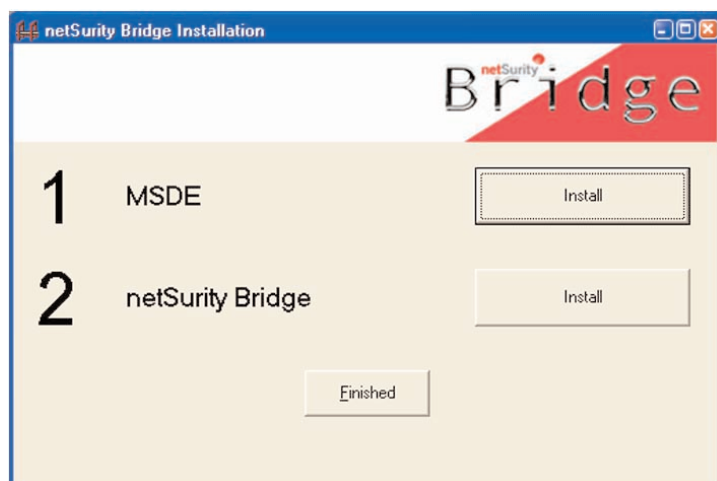 netSurity Bridge Installation
netSurity
Bridge
1 MSDE Install
2 netSurity Bridge Install
Finished